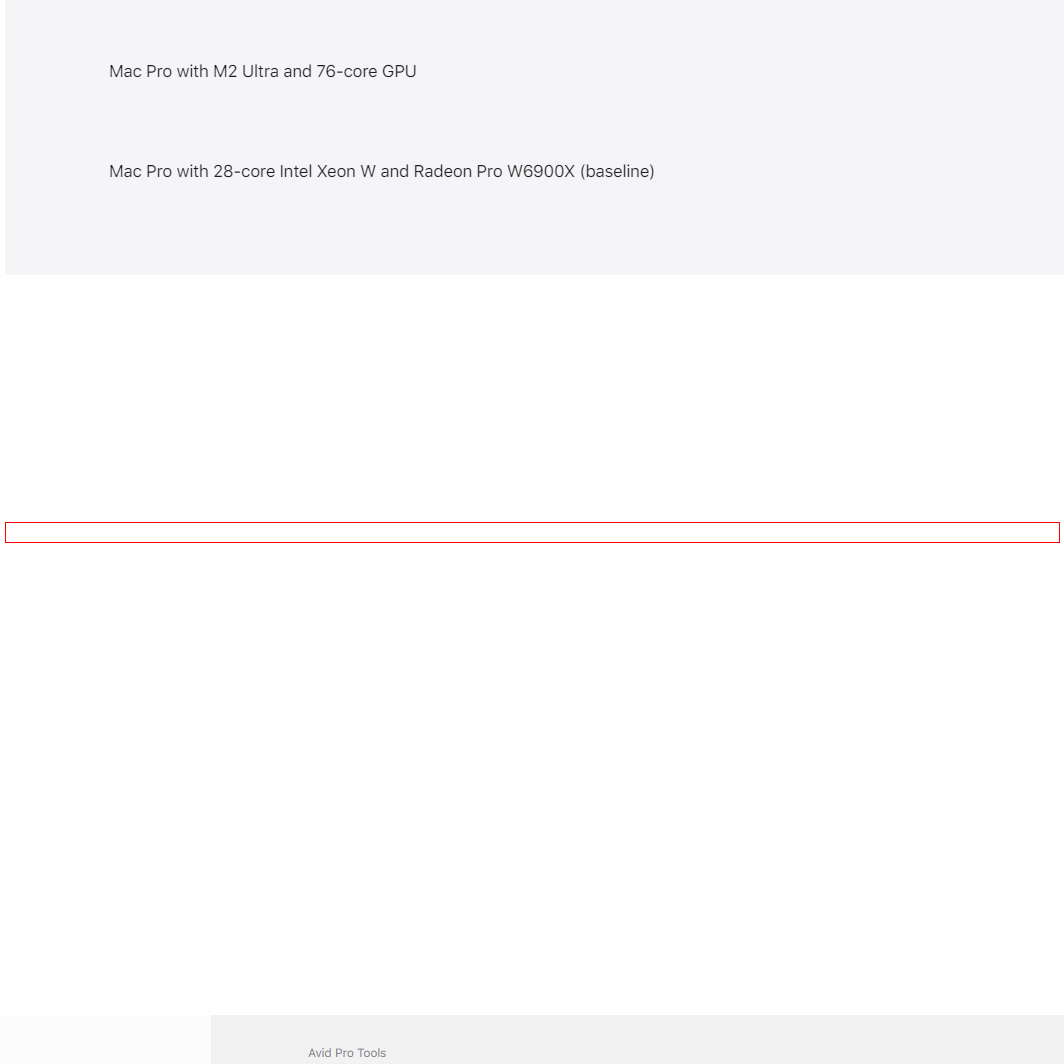 Mac Pro with M2 Ultra and 76-core GPU
Mac Pro with 28-core Intel Xeon W and Radeon Pro W6900X (baseline)
Avid Pro Tools